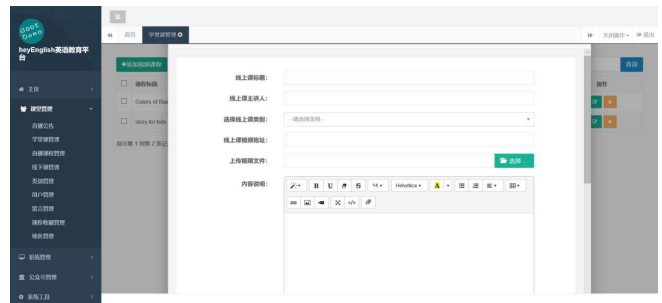 Boot
Demo
heyEnglish英语教育平
台
主页
课堂管理
直播公告
学堂课管理
直播课程管理
线下课管理
类别管理
用户管理
留言管理
课程收藏管理
地区管理
系统管理
公众号管理
系统工具
首页
学堂课管理
关闭操作
退出
+添加视频课程
查询
课程标题
操作
Colors of Rain
story for kids
显示第 1 到第 2 条记
线上课标题：
线上课主讲人：
选择线上课类别：
--请选择类别--
线上课视频地址：
上传视频文件：
选择 ...
内容说明：
B U S 14 Helvetica A